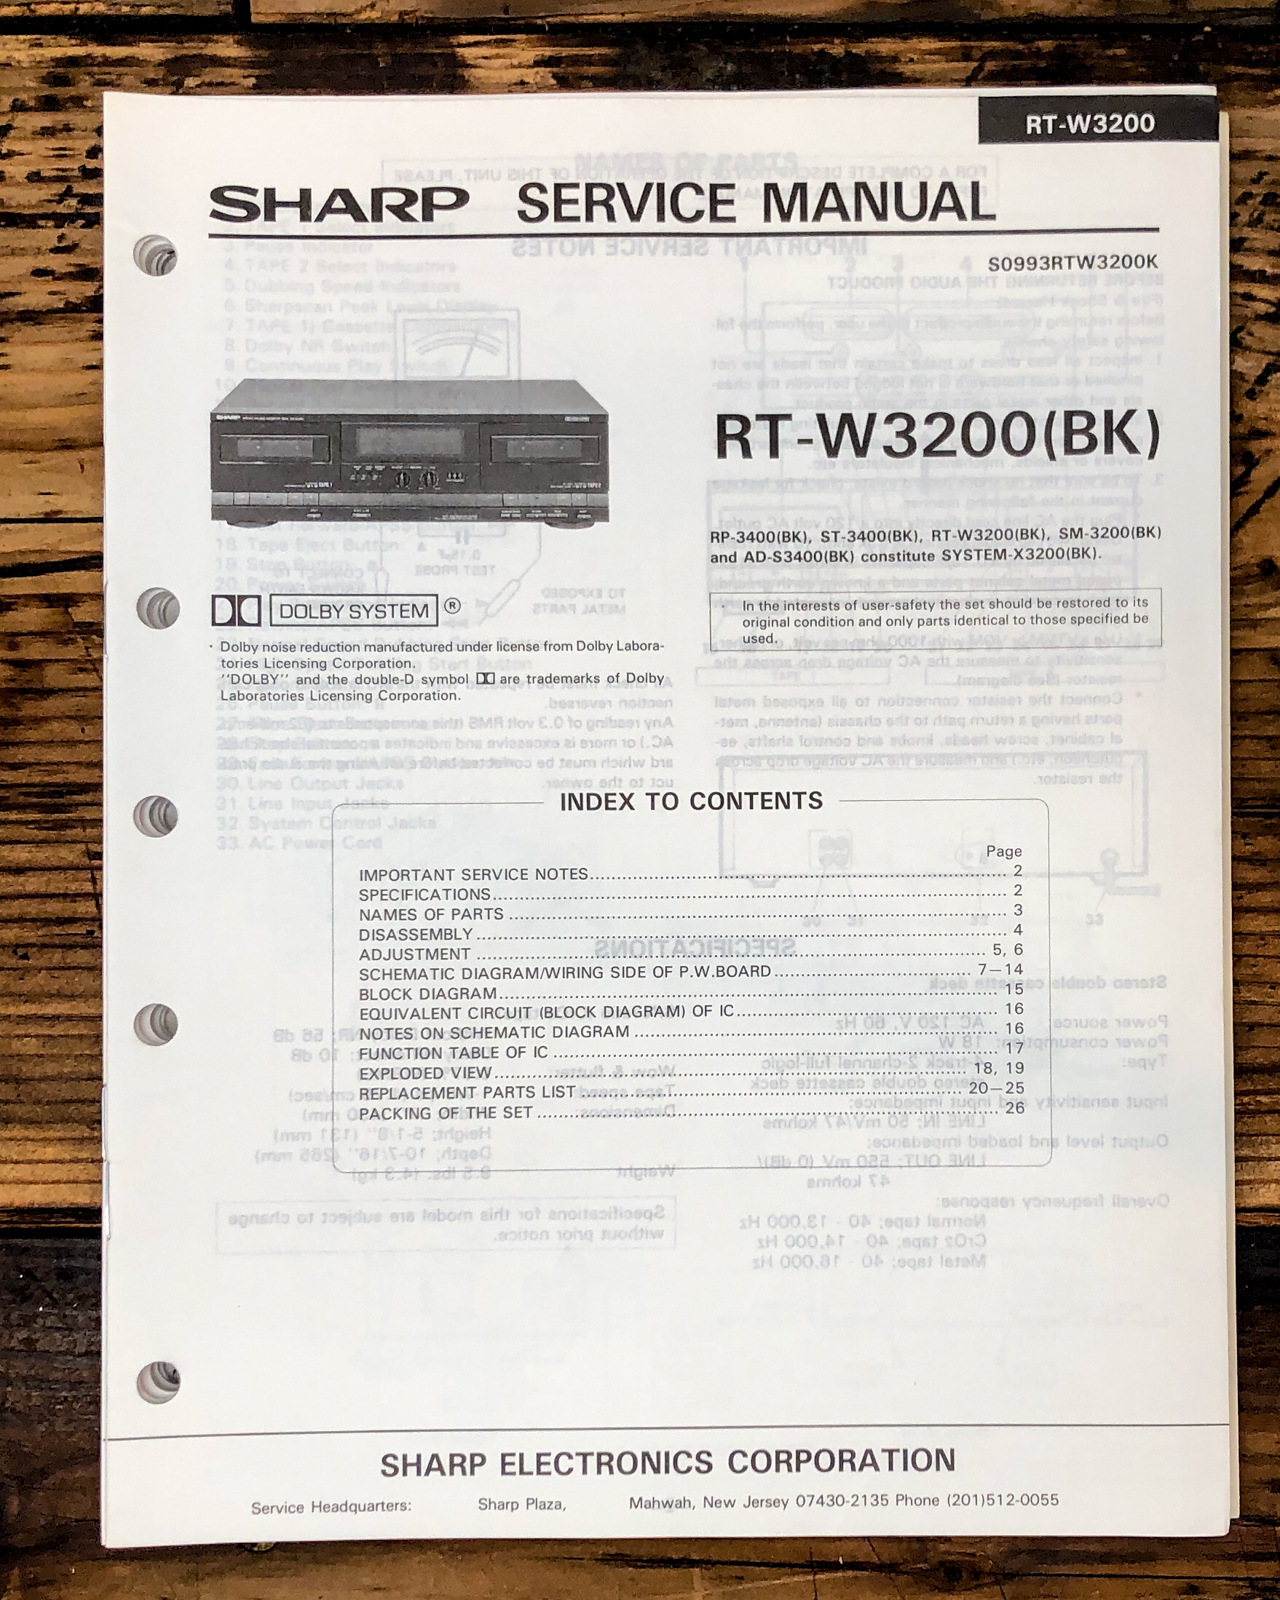 RT-W3200
SHARP SERVICE MANUAL
S0993RTW3200K
SHARP
RT-W3200(BK)
RP-3400(BK), ST-3400(BK), RT-W3200(BK), SM-3200(BK)
and AD-S3400(BK) constitute SYSTEM-X3200(BK).
DOLBY SYSTEM ®
· Dolby noise reduction manufactured under license from Dolby Labora-
tories Licensing Corporation.
"DOLBY" and the double-D symbol are trademarks of Dolby
Laboratories Licensing Corporation.
· In the interests of user-safety the set should be restored to its
original condition and only parts identical to those specified be
used.
INDEX TO CONTENTS
Page
IMPORTANT SERVICE NOTES 2
SPECIFICATIONS 2
NAMES OF PARTS 3
DISASSEMBLY 4
ADJUSTMENT 5, 6
SCHEMATIC DIAGRAM/WIRING SIDE OF P.W.BOARD 7—14
BLOCK DIAGRAM 15
EQUIVALENT CIRCUIT (BLOCK DIAGRAM) OF IC 16
NOTES ON SCHEMATIC DIAGRAM 16
FUNCTION TABLE OF IC 17
EXPLODED VIEW 18, 19
REPLACEMENT PARTS LIST 20—25
PACKING OF THE SET 26
SHARP ELECTRONICS CORPORATION
Service Headquarters: Sharp Plaza, Mahwah, New Jersey 07430-2135 Phone (201)512-0055